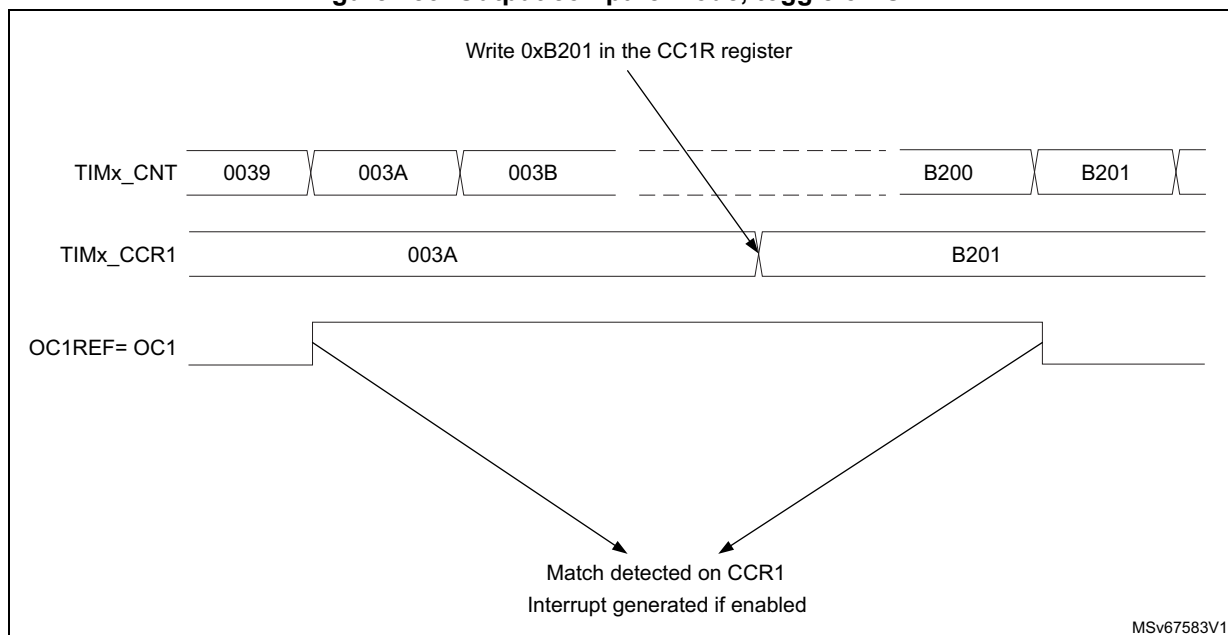 Write 0xB201 in the CC1R register
TIMx_CNT 0039 003A 003B B200 B201
TIMx_CCR1 003A B201
OC1REF= OC1
Match detected on CCR1
Interrupt generated if enabled
MSv67583V1